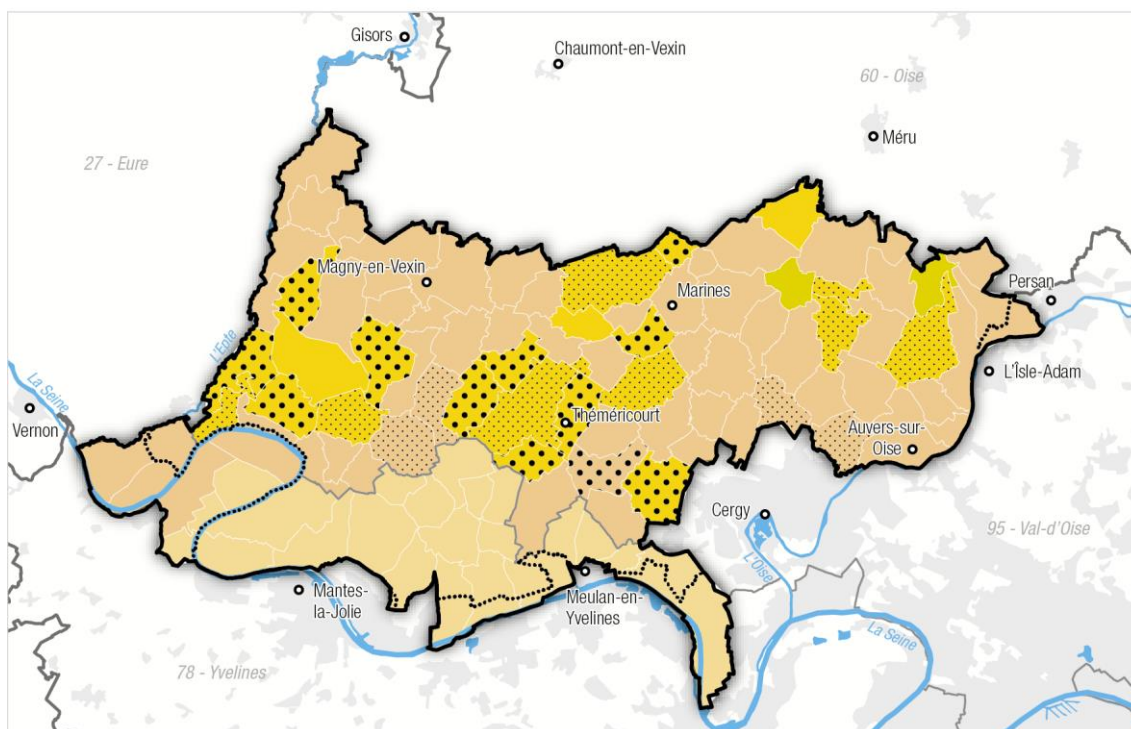 Gisors
Chaumont-en-Vexin
60 - Oise
Méru
27 - Eure
Magny-en-Vexin
Marines
Persan
L'Epte
L'Îsle-Adam
La Seine
Vernon
Théméricourt
Auvers-sur-
Oise
Cergy
95 - Val-d'Oise
L'Oise
Mantes-
la-Jolie
Meulan-en-
Yvelines
La Seine
78 - Yvelines